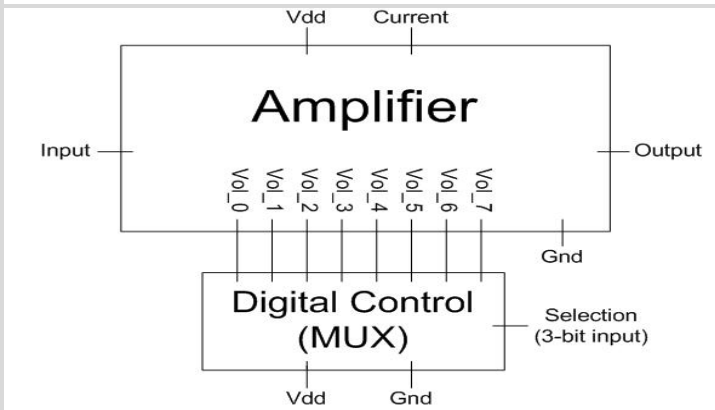 Vdd
Current
Amplifier
Input
Output
Vol_0
Vol_1
Vol_2
Vol_3
Vol_4
Vol_5
Vol_6
Vol_7
Gnd
Digital Control
(MUX)
Selection
(3-bit input)
Vdd
Gnd